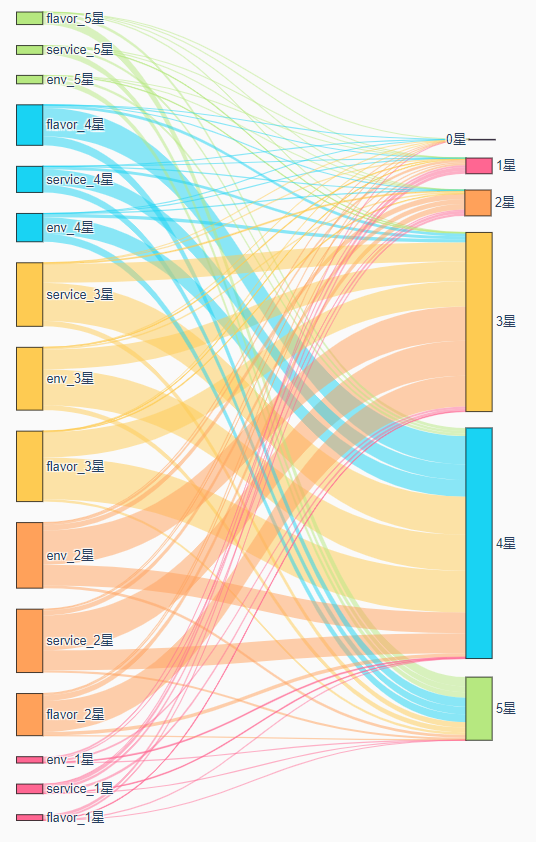 flavor_5星
service_5星
env_5星
flavor_4星
service_4星
env_4星
service_3星
env_3星
flavor_3星
env_2星
service_2星
flavor_2星
env_1星
service_1星
flavor_1星
0星
1星
2星
3星
4星
5星